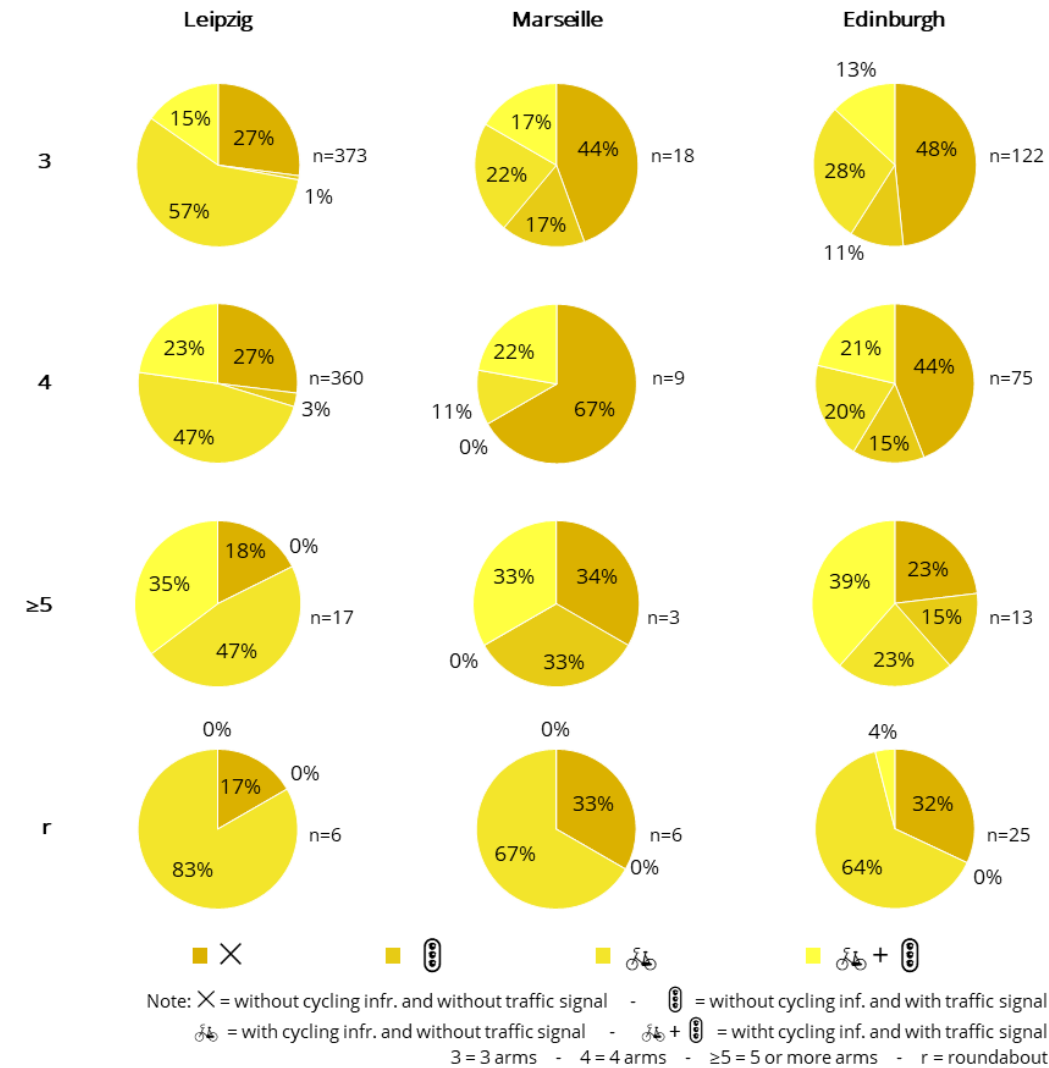 Leipzig Marseille Edinburgh
13%
15% 27% 17% 44% 48%
3 n=373 n=18 n=122
22% 28%
1%
57% 17%
11%
23% 27% 22% 21% 44%
4 n=360 n=9 n=75
3% 11% 67% 20%
47% 0% 15%
18% 0%
35% 33% 34% 39% 23%
≥5 n=17 n=3 15% n=13
47% 0% 33% 23%
0% 0% 4%
17% 0% 33% 32%
r n=6 n=6 n=25
83% 67% 0% 64% 0%
+
Note: = without cycling infr. and without traffic signal - = without cycling inf. and with traffic signal
= with cycling infr. and without traffic signal - + = witht cycling inf. and with traffic signal
3 = 3 arms - 4 = 4 arms - ≥5 = 5 or more arms - r = roundabout